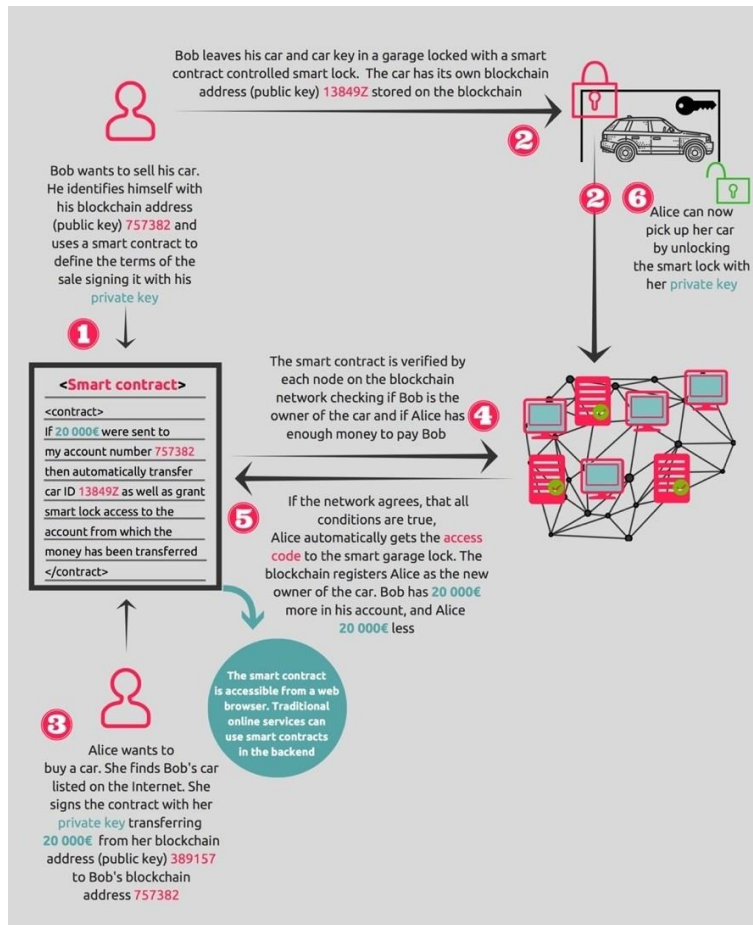 Bob leaves his car and car key in a garage locked with a smart
contract controlled smart lock. The car has its own blockchain
address (public key) 13849Z stored on the blockchain
2
Bob wants to sell his car.
He identifies himself with
his blockchain address
(public key) 757382 and
uses a smart contract to
define the terms of the
sale signing it with his
private key
1
2
6
Alice can now
pick up her car
by unlocking
the smart lock with
her private key
<Smart contract>
<contract>
If 20 000€ were sent to
my account number 757382
then automatically transfer
car ID 13849Z as well as grant
smart lock access to the
account from which the
money has been transferred
</contract>
The smart contract is verified by
each node on the blockchain
network checking if Bob is the
owner of the car and if Alice has
enough money to pay Bob
4
5
If the network agrees, that all
conditions are true,
Alice automatically gets the access
code to the smart garage lock. The
blockchain registers Alice as the new
owner of the car. Bob has 20 000€
more in his account, and Alice
20 000€ less
The smart contract
is accessible from a web
browser. Traditional
online services can
use smart contracts
in the backend
3
Alice wants to
buy a car. She finds Bob's car
listed on the Internet. She
signs the contract with her
private key transferring
20 000€ from her blockchain
address (public key) 389157
to Bob's blockchain
address 757382